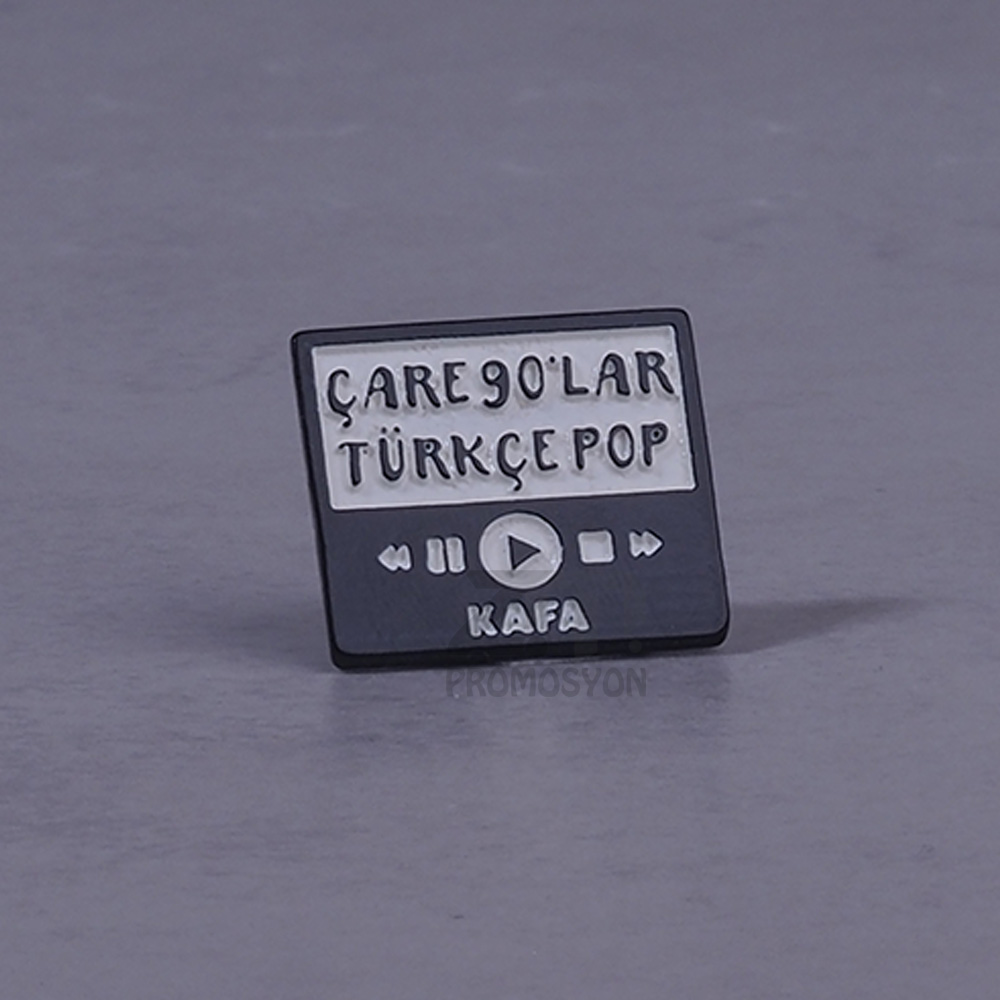 ÇARE 90'LAR
TÜRKÇE POP
KAFA
PROMOSYON